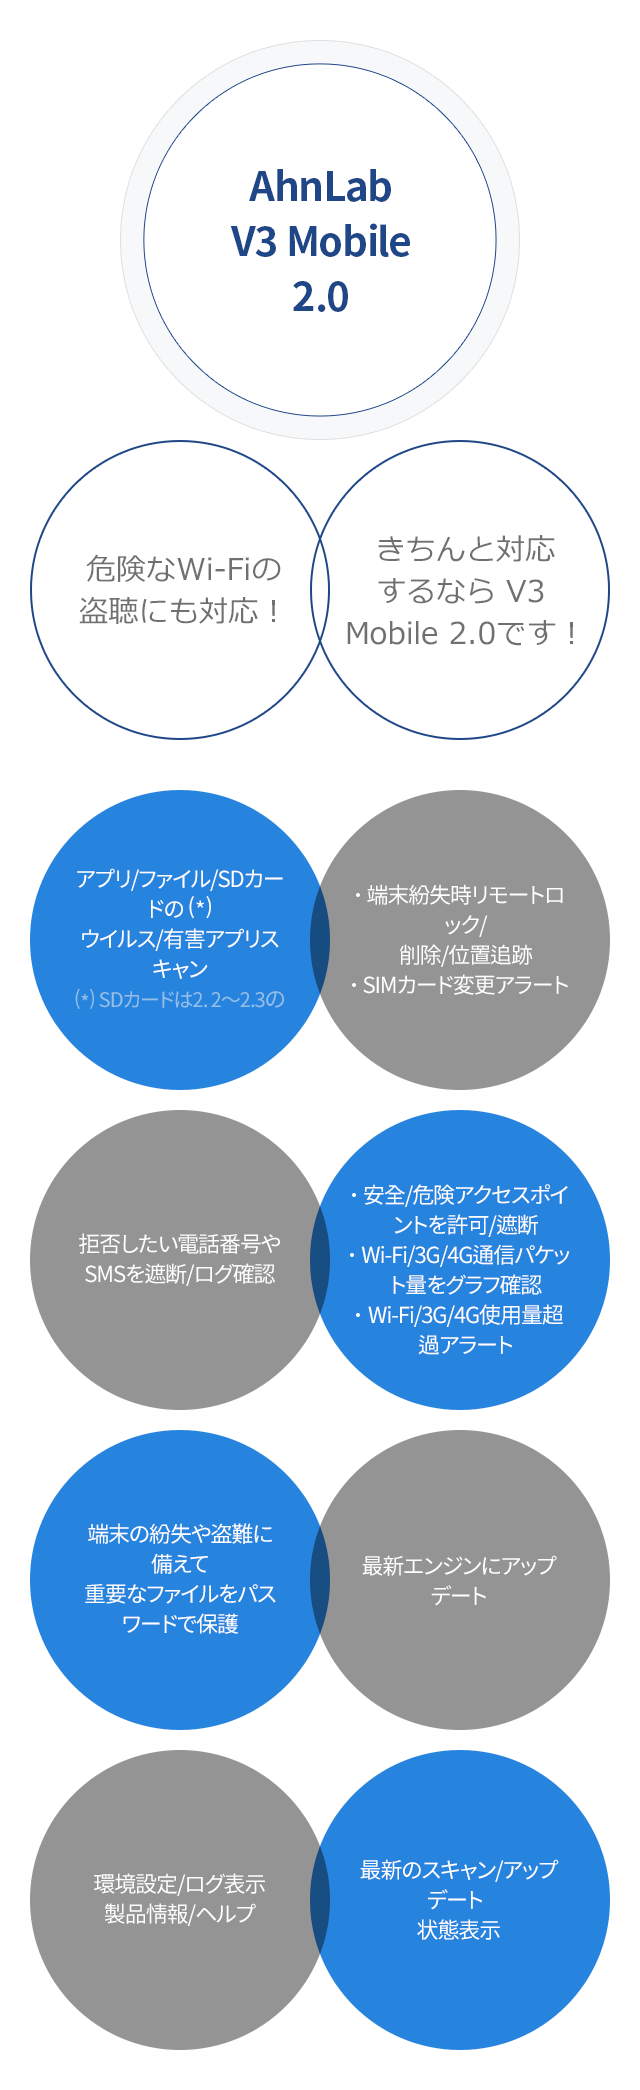 AhnLab
V3 Mobile
2.0
危険なWi-Fiの
盗聴にも対応！
きちんと対応
するなら V3
Mobile 2.0です！
アプリ/ファイル/SDカー
ドの (*)
ウイルス/有害アプリス
キャン
(*) SDカードは2. 2～2.3の
・端末紛失時リモートロ
ック/
削除/位置追跡
・SIMカード変更アラート
拒否したい電話番号や
SMSを遮断/ログ確認
・安全/危険アクセスポイ
ントを許可/遮断
・Wi-Fi/3G/4G通信パケッ
ト量をグラフ確認
・Wi-Fi/3G/4G使用量超
過アラート
端末の紛失や盗難に
備えて
重要なファイルをパス
ワードで保護
最新エンジンにアップ
デート
環境設定/ログ表示
製品情報/ヘルプ
最新のスキャン/アップ
デート
状態表示